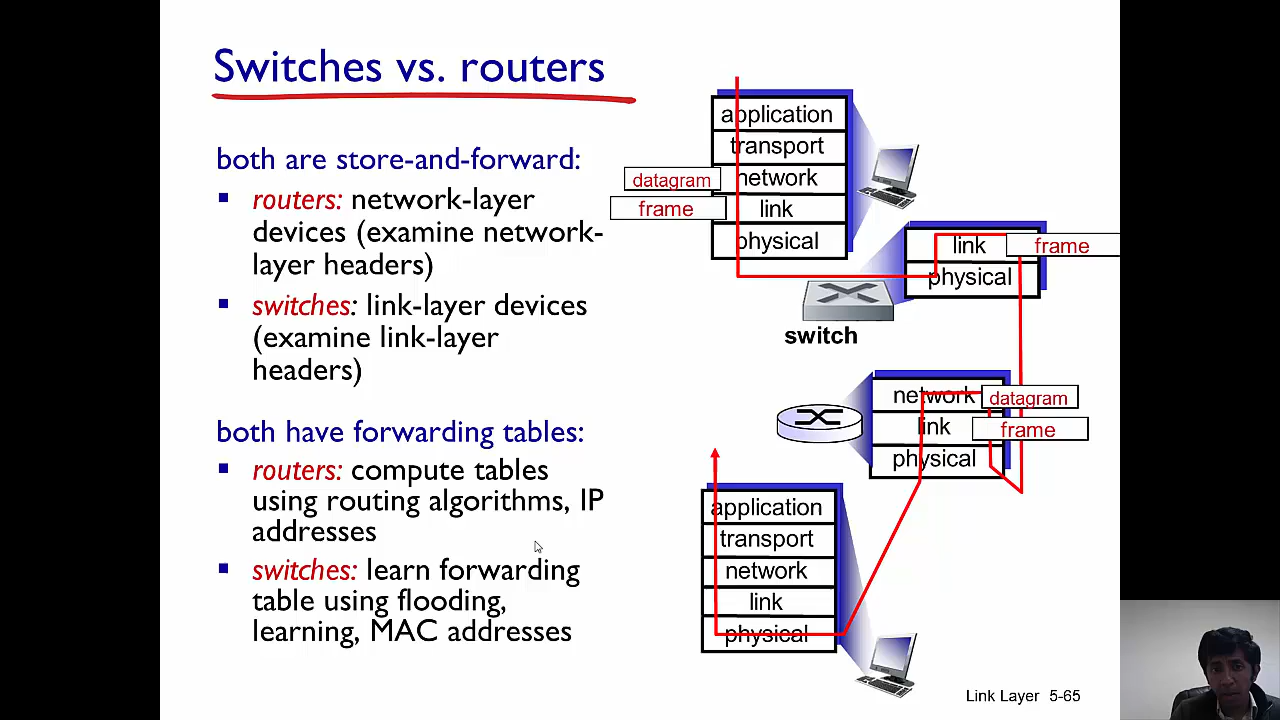 Switches vs. routers
both are store-and-forward:
routers: network-layer
devices (examine network-
layer headers)
switches: link-layer devices
(examine link-layer
headers)
both have forwarding tables:
routers: compute tables
using routing algorithms, IP
addresses
switches: learn forwarding
table using flooding,
learning, MAC addresses
application
transport
datagram
network
frame
link
physical
link
frame
physical
switch
network
datagram
link
frame
physical
application
transport
network
link
physical
Link Layer 5-65